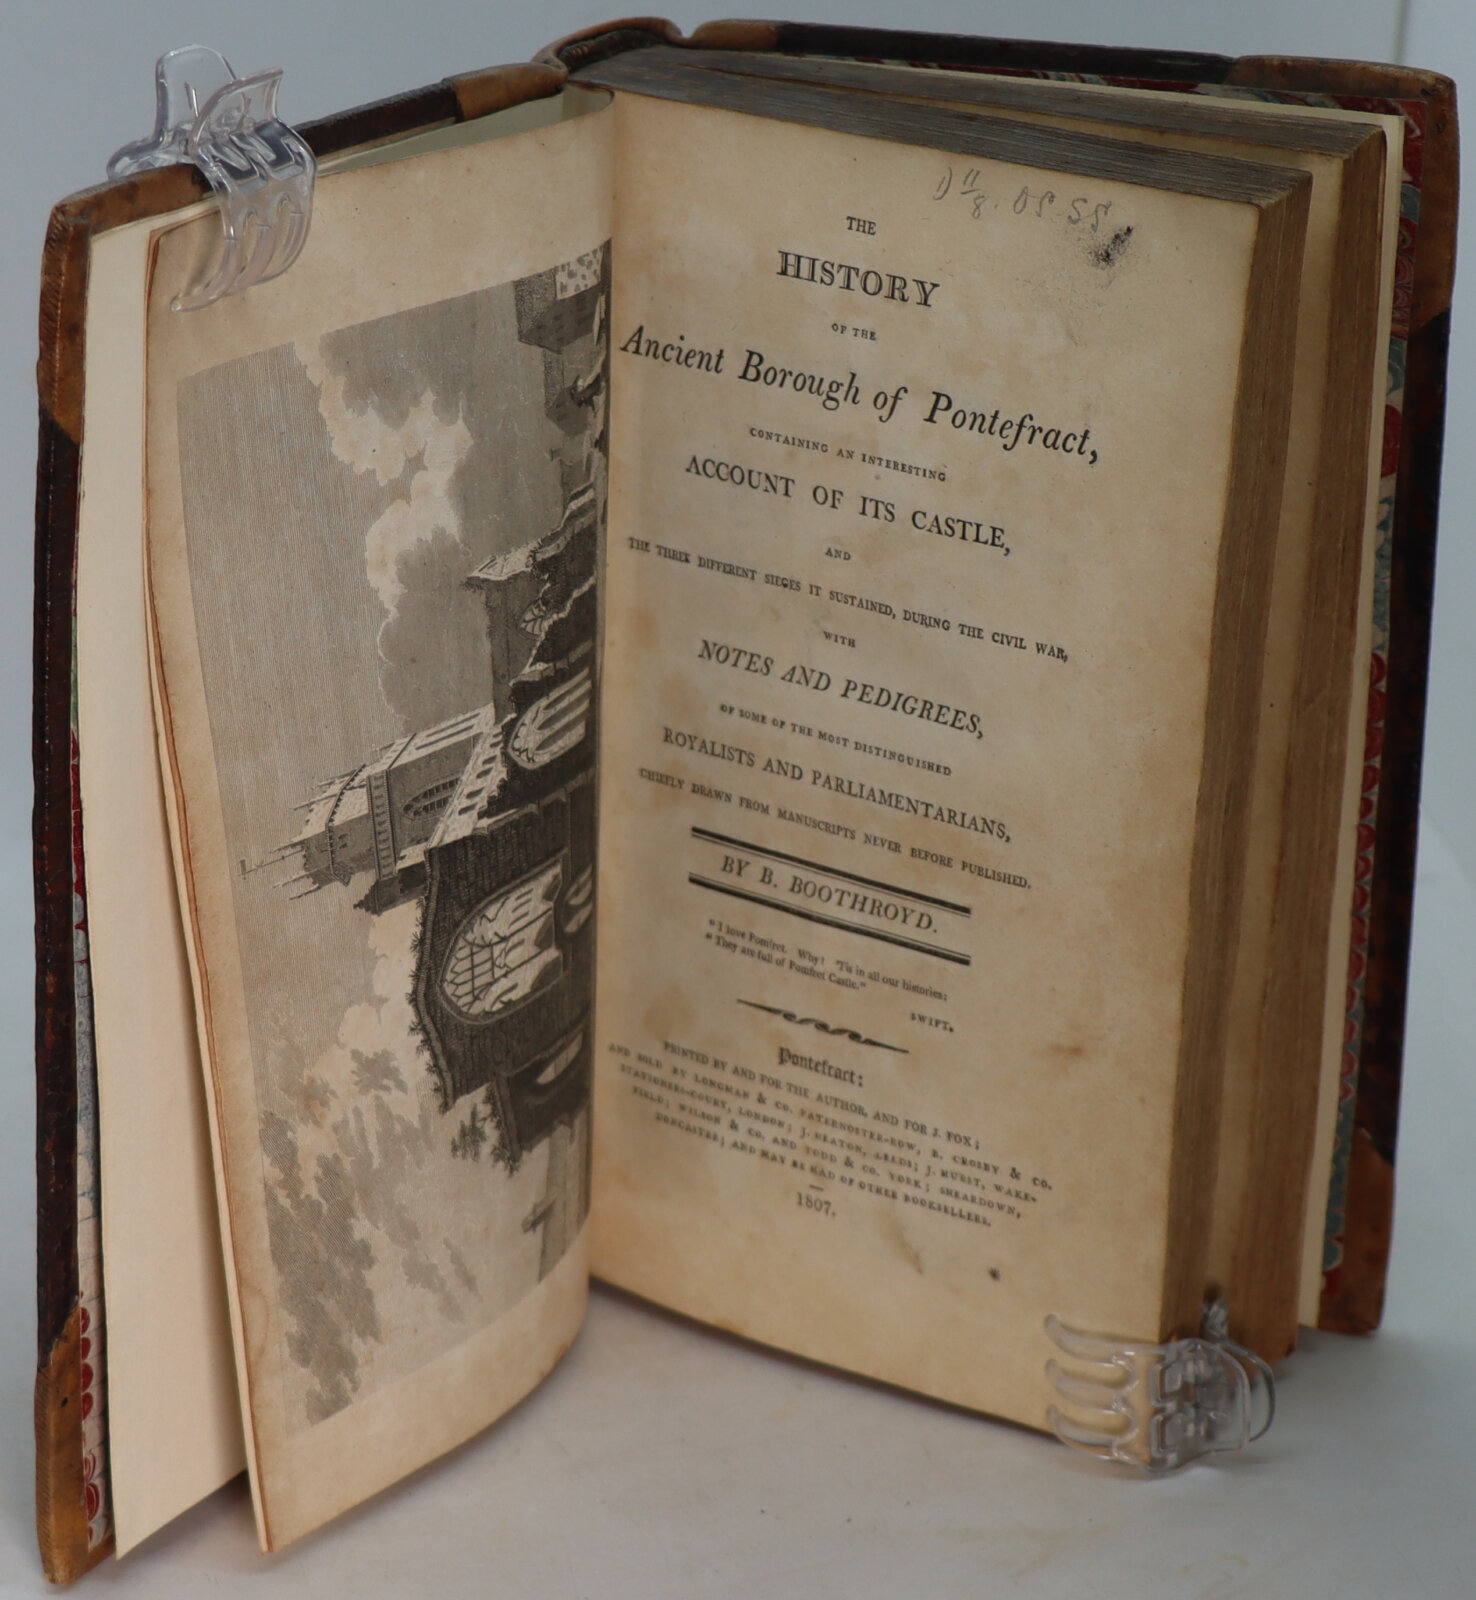 THE
HISTORY
OF THE
Ancient Borough of Pontefract,
CONTAINING AN INTERESTING
ACCOUNT OF ITS CASTLE,
AND
THE THREE DIFFERENT SIEGES IT SUSTAINED, DURING THE CIVIL WAR,
WITH
NOTES AND PEDIGREES,
OF SOME OF THE MOST DISTINGUISHED
ROYALISTS AND PARLIAMENTARIANS,
CHIEFLY DRAWN FROM MANUSCRIPTS NEVER BEFORE PUBLISHED.
BY B. BOOTHROYD.
"I love Pomfret. Why? 'Tis in all our histories:
"They are full of Pomfret Castle."
SWIFT.
Pontefract:
PRINTED BY AND FOR THE AUTHOR, AND FOR J. FOX;
AND SOLD BY LONGMAN & CO. PATERNOSTER-ROW, B. CROSBY & CO.
STATIONERS-COURT, LONDON; J. HEATON, LEEDS; J. HURST, WAKE-
FIELD; WILSON & CO. AND TODD & CO. YORK; SHEARDOWN,
DONCASTER; AND MAY BE HAD OF OTHER BOOKSELLERS.
1807.